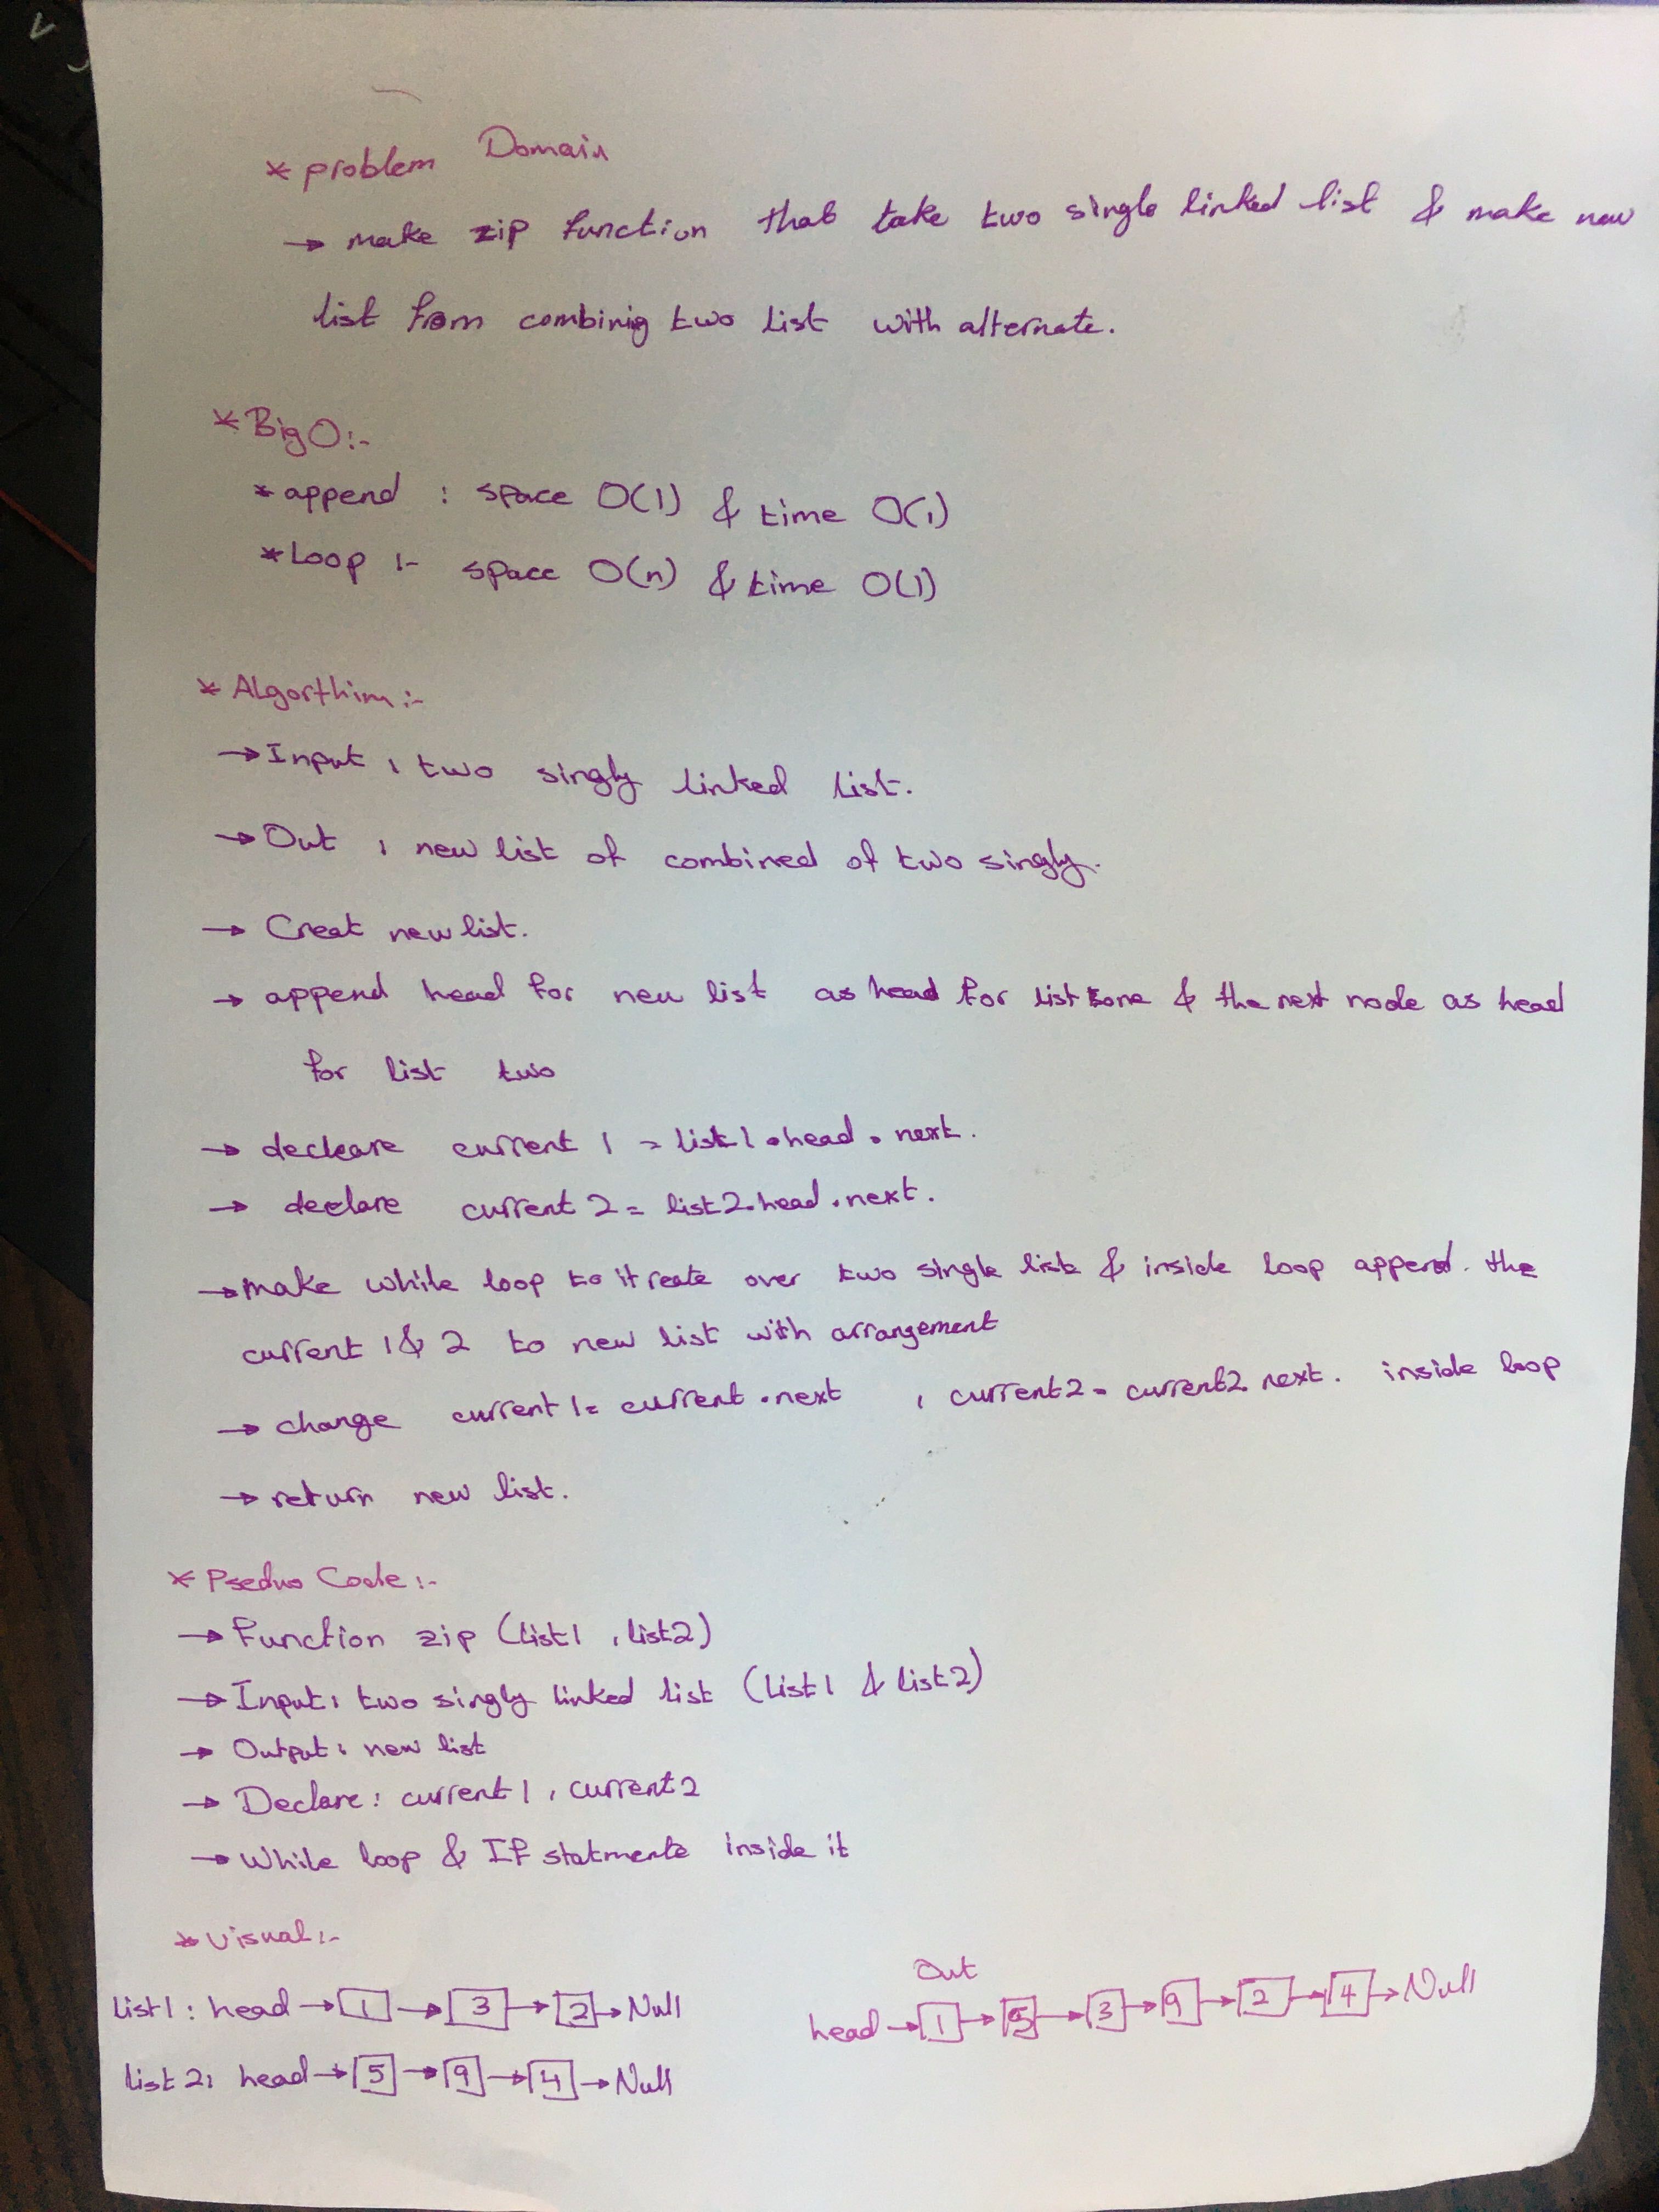 * problem Domain
→ make zip function that take two single linked list & make new
list from combinig two list with alternate.
* Big O:-
* append : space O(1) & time O(1)
* Loop :- space O(n) & time O(1)
* Algorthim :-
→ Input : two singly linked list.
→ Out : new list of combined of two singly.
→ Creat new list.
→ append head for new list as head for list one & the next node as head
for list two
→ decleare current 1 = list1.head.next.
→ declare current 2 = list2.head.next.
→ make while loop to itreate over two single list & inside loop append the
current 1 & 2 to new list with arrangement
→ change current 1 = current.next , current2 = current2.next. inside loop
→ return new list.
* Pseduo Code :-
→ Function zip (list1 , list2)
→ Input : two singly linked list (list1 & list2)
→ Output : new list
→ Declare : current1 , current2
→ While loop & If statmente inside it
* Visual :-
Out
list1 : head → 1 → 3 → 2 → Null
head → 1 → 5 → 3 → 9 → 2 → 4 → Null
list 2: head → 5 → 9 → 4 → Null